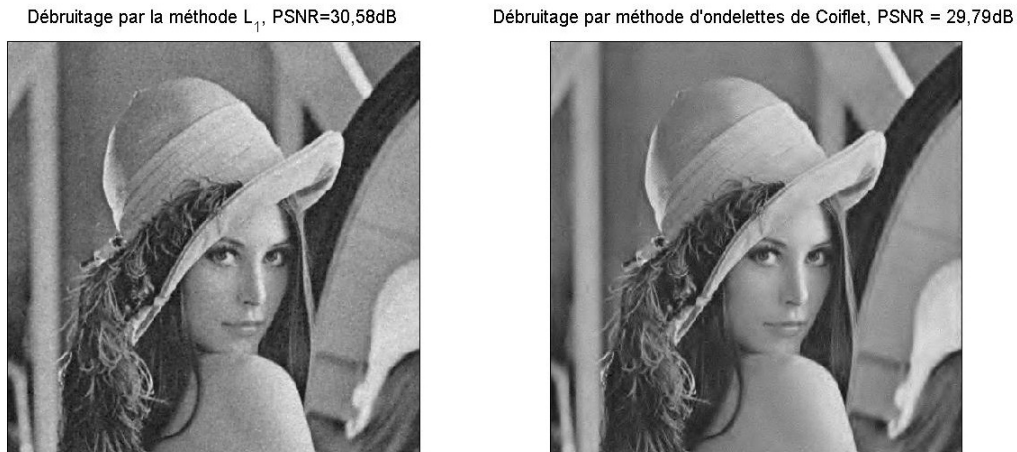 Débruitage par la méthode L1, PSNR=30,58dB
Débruitage par méthode d'ondelettes de Coiflet, PSNR = 29,79dB